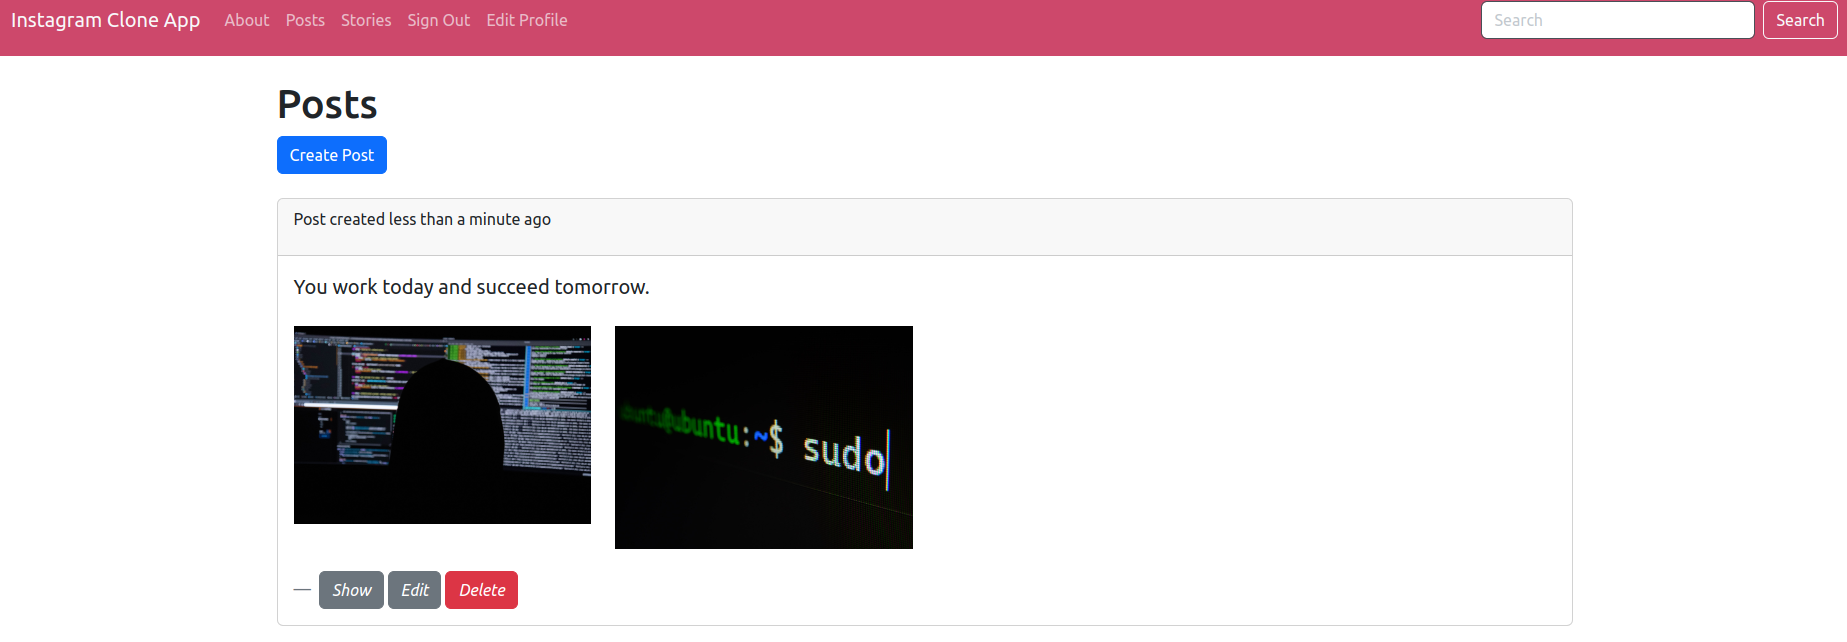 Instagram Clone App About Posts Stories Sign Out Edit Profile Search Search
Posts
Create Post
Post created less than a minute ago
You work today and succeed tomorrow.
ubuntu@ubuntu:~$ sudo
— Show Edit Delete